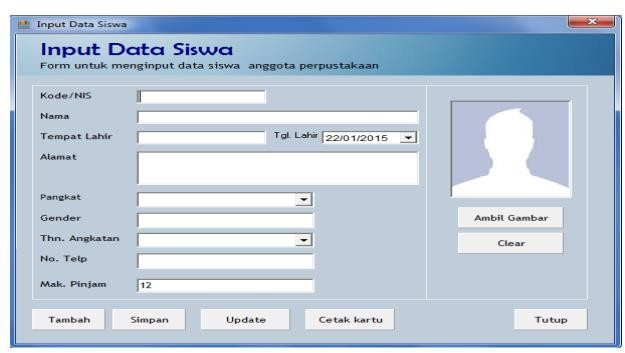 Input Data Siswa
Input Data Siswa
Form untuk menginput data siswa anggota perpustakaan
Kode/NIS
Nama
Tempat Lahir
Tgl. Lahir 22/01/2015
Alamat
Pangkat
Gender
Thn. Angkatan
No. Telp
Mak. Pinjam 12
Ambil Gambar
Clear
Tambah Simpan Update Cetak kartu Tutup